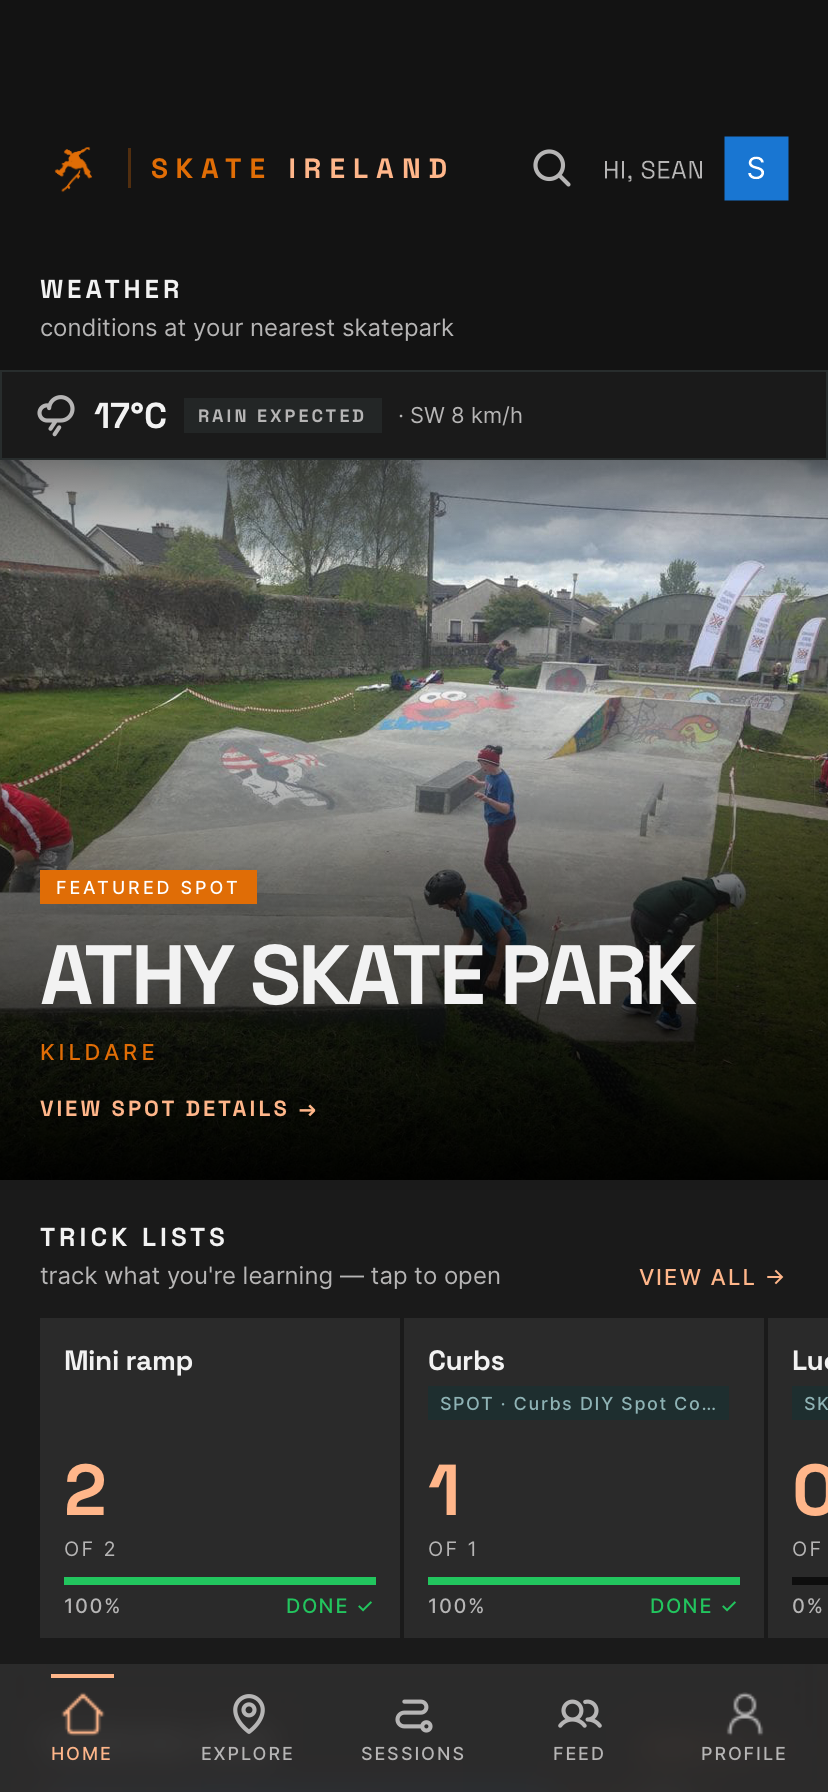 SKATE IRELAND
HI, SEAN
S
WEATHER
conditions at your nearest skatepark
17°C
RAIN EXPECTED
· SW 8 km/h
FEATURED SPOT
ATHY SKATE PARK
KILDARE
VIEW SPOT DETAILS →
TRICK LISTS
track what you're learning — tap to open
VIEW ALL →
Mini ramp
2
OF 2
100%
DONE ✓
Curbs
SPOT · Curbs DIY Spot Co...
1
OF 1
100%
DONE ✓
0
OF
0%
HOME
EXPLORE
SESSIONS
FEED
PROFILE